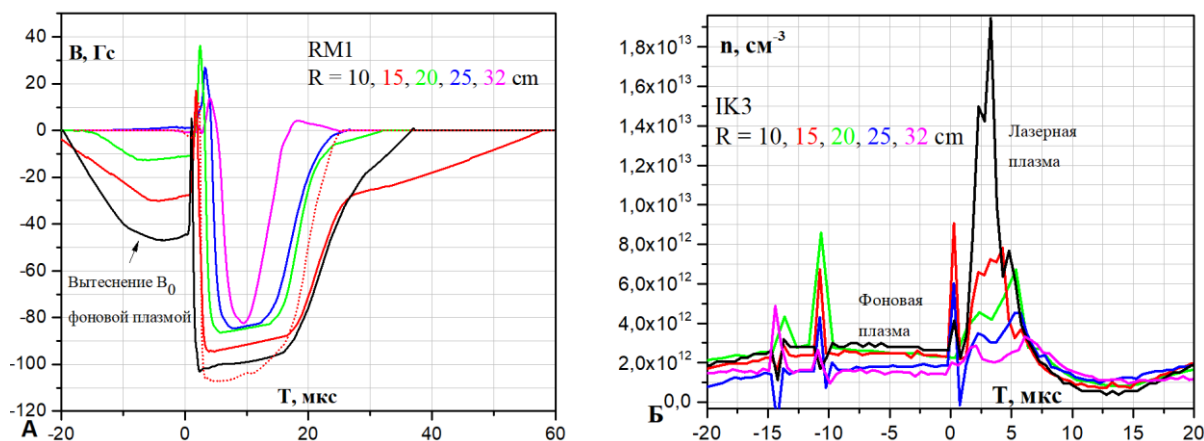 B, Гс
RM1
R = 10, 15, 20, 25, 32 cm
Вытеснение B₀
фоновой плазмой
40
20
0
-20
-40
-60
-80
-100
-120
-20
0
20
40
60
T, мкс
А
n, см⁻³
IK3
R = 10, 15, 20, 25, 32 cm
Лазерная
плазма
Фоновая
плазма
1,8x10¹³
1,6x10¹³
1,4x10¹³
1,2x10¹³
1,0x10¹³
8,0x10¹²
6,0x10¹²
4,0x10¹²
2,0x10¹²
0,0
-20
-15
-10
-5
0
5
10
15
20
T, мкс
Б